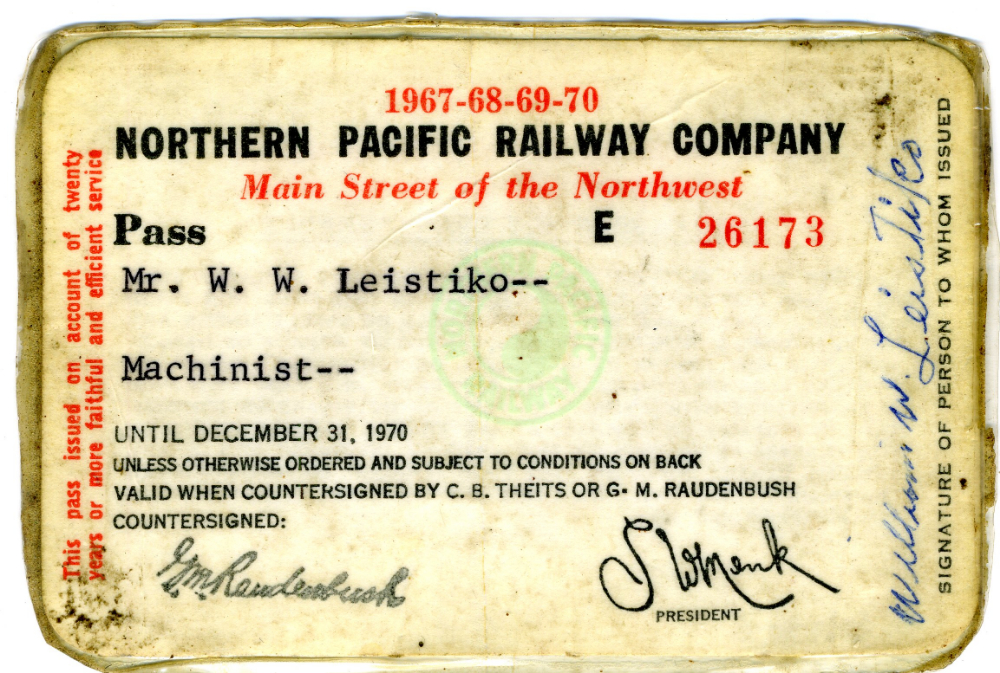 1967-68-69-70
NORTHERN PACIFIC RAILWAY COMPANY
Main Street of the Northwest
Pass E 26173
Mr. W. W. Leistiko--
Machinist--
UNTIL DECEMBER 31, 1970
UNLESS OTHERWISE ORDERED AND SUBJECT TO CONDITIONS ON BACK
VALID WHEN COUNTERSIGNED BY C. B. THEITS OR G. M. RAUDENBUSH
COUNTERSIGNED:
GM Raudenbush
PRESIDENT
This pass issued on account of twenty
years or more faithful and efficient service
William W. Leistiko
SIGNATURE OF PERSON TO WHOM ISSUED